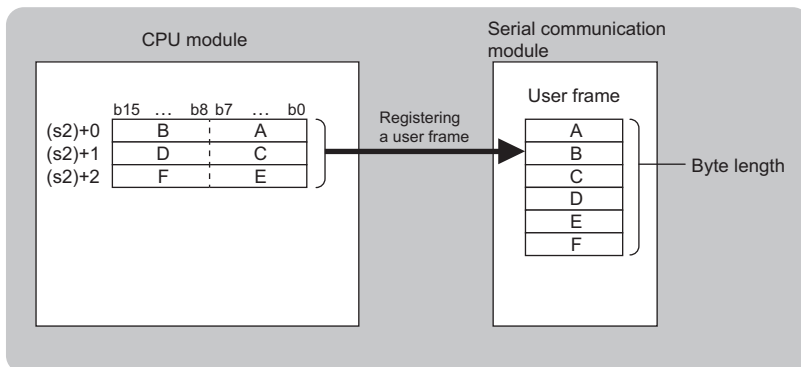 CPU module
Serial communication
module
b15 … b8 b7 … b0
(s2)+0 B A
(s2)+1 D C
(s2)+2 F E
Registering
a user frame
User frame
A
B
C
D
E
F
Byte length